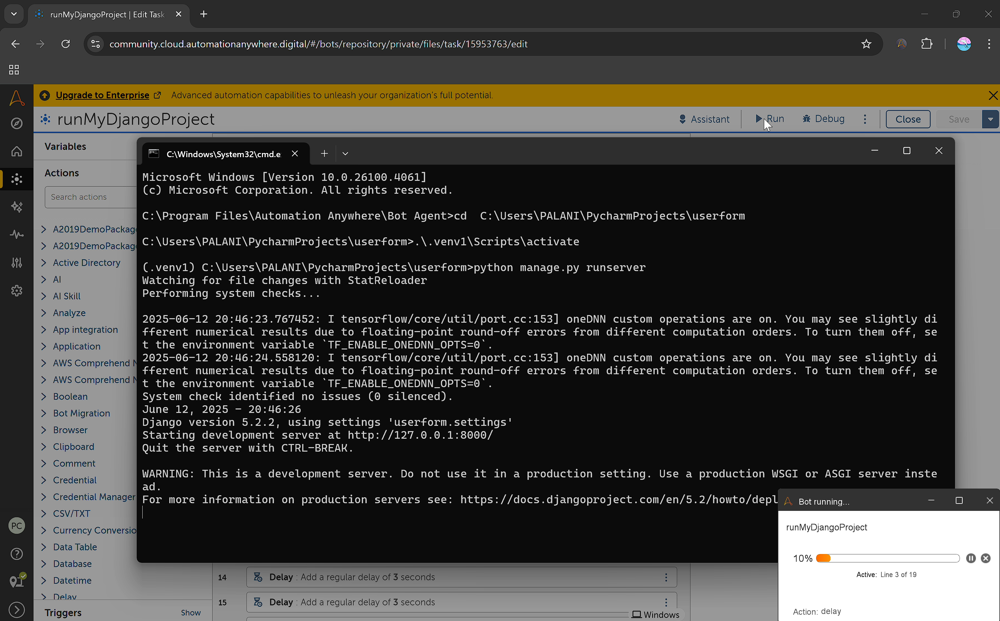 runMyDjangoProject | Edit Task
community.cloud.automationanywhere.digital/#/bots/repository/private/files/task/15953763/edit
Upgrade to Enterprise Advanced automation capabilities to unleash your organization's full potential.
runMyDjangoProject Assistant Run Debug Close Save
Variables
Actions
Search actions
A2019DemoPackag
A2019DemoPackag
Active Directory
AI
AI Skill
Analyze
App integration
Application
AWS Comprehend N
AWS Comprehend N
Boolean
Bot Migration
Browser
Clipboard
Comment
Credential
Credential Manager
CSV/TXT
Currency Conversio
Data Table
Database
Datetime
Delay
Triggers Show
PC
C:\Windows\System32\cmd.e
Microsoft Windows [Version 10.0.26100.4061]
(c) Microsoft Corporation. All rights reserved.
C:\Program Files\Automation Anywhere\Bot Agent>cd  C:\Users\PALANI\PycharmProjects\userform
C:\Users\PALANI\PycharmProjects\userform>.\.venv1\Scripts\activate
(.venv1) C:\Users\PALANI\PycharmProjects\userform>python manage.py runserver
Watching for file changes with StatReloader
Performing system checks...
2025-06-12 20:46:23.767452: I tensorflow/core/util/port.cc:153] oneDNN custom operations are on. You may see slightly di
fferent numerical results due to floating-point round-off errors from different computation orders. To turn them off, se
t the environment variable `TF_ENABLE_ONEDNN_OPTS=0`.
2025-06-12 20:46:24.558120: I tensorflow/core/util/port.cc:153] oneDNN custom operations are on. You may see slightly di
fferent numerical results due to floating-point round-off errors from different computation orders. To turn them off, se
t the environment variable `TF_ENABLE_ONEDNN_OPTS=0`.
System check identified no issues (0 silenced).
June 12, 2025 - 20:46:26
Django version 5.2.2, using settings 'userform.settings'
Starting development server at http://127.0.0.1:8000/
Quit the server with CTRL-BREAK.
WARNING: This is a development server. Do not use it in a production setting. Use a production WSGI or ASGI server inste
ad.
For more information on production servers see: https://docs.djangoproject.com/en/5.2/howto/depl
14 Delay : Add a regular delay of 3 seconds
15 Delay : Add a regular delay of 3 seconds
Windows
Bot running...
runMyDjangoProject
10%
Active: Line 3 of 19
Action: delay